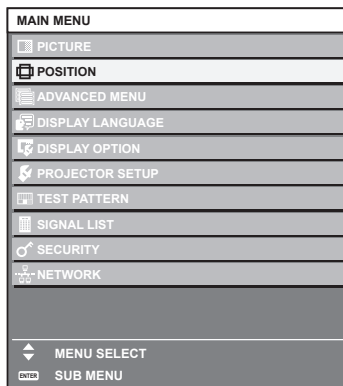 MAIN MENU
PICTURE
POSITION
ADVANCED MENU
DISPLAY LANGUAGE
DISPLAY OPTION
PROJECTOR SETUP
TEST PATTERN
SIGNAL LIST
SECURITY
NETWORK
MENU SELECT
ENTER SUB MENU